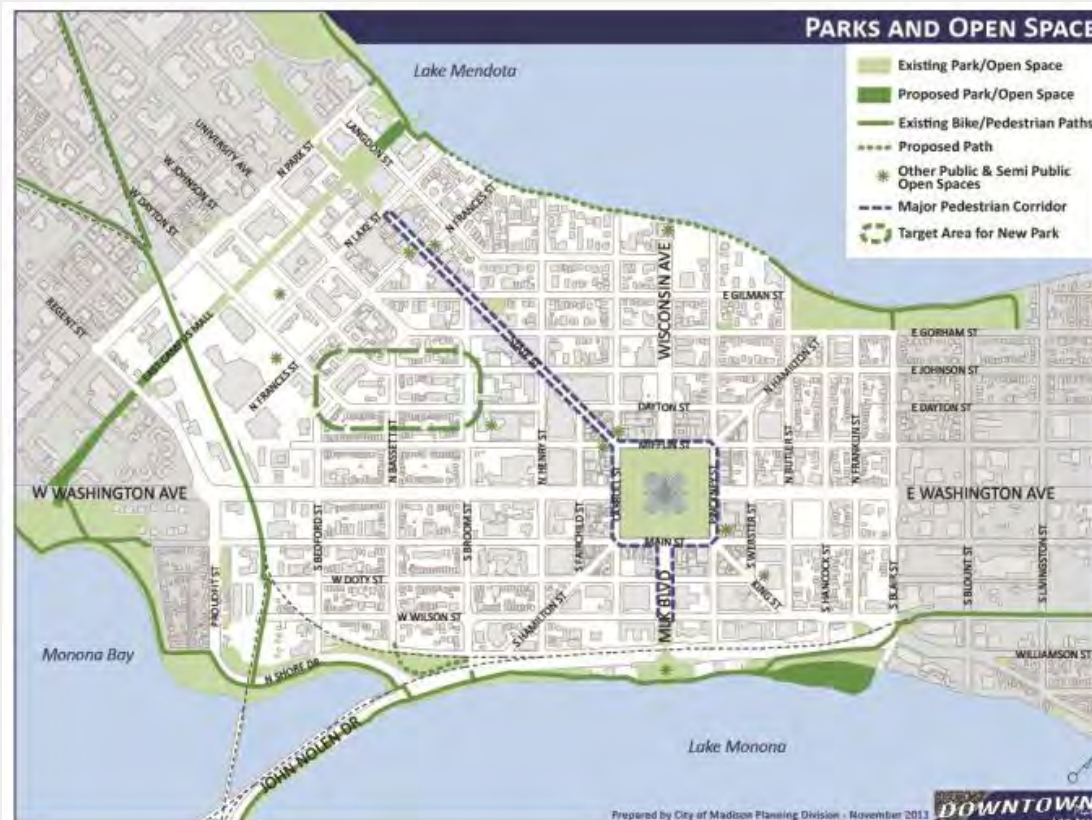 PARKS AND OPEN SPACE
Existing Park/Open Space
Proposed Park/Open Space
Existing Bike/Pedestrian Paths
Proposed Path
Other Public & Semi Public
Open Spaces
Major Pedestrian Corridor
Target Area for New Park
Lake Mendota
LANGDON ST
UNIVERSITY AVE
N PARK ST
W JOHNSON ST
W DAYTON ST
N FRANCES ST
N LAKE ST
WISCONSIN AVE
E GILMAN ST
REGENT ST
EAST CAMPUS MALL
STATE ST
E GORHAM ST
N HAMILTON ST
E JOHNSON ST
N FRANCES ST
DAYTON ST
E DAYTON ST
N BASSETT ST
N HENRY ST
MIFFLIN ST
N BUTLER ST
N FRANKLIN ST
W WASHINGTON AVE
CARROLL ST
PINCKNEY ST
E WASHINGTON AVE
S BEDFORD ST
S BROOM ST
S FAIRCHILD ST
MAIN ST
S WEBSTER ST
PROUDFIT ST
W DOTY ST
MLK BLVD
KING ST
S HANCOCK ST
S BLAIR ST
S BLOUNT ST
S LIVINGSTON ST
W WILSON ST
S HAMILTON ST
Monona Bay
N SHORE DR
WILLIAMSON ST
JOHN NOLEN DR
Lake Monona
Prepared by City of Madison Planning Division - November 2011
DOWNTOWN